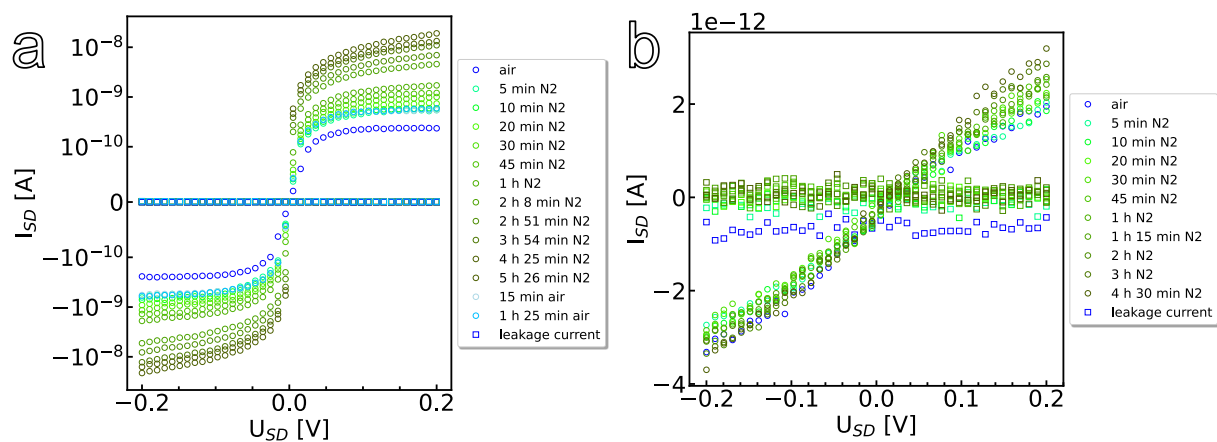 a
10⁻⁸
10⁻⁹
10⁻¹⁰
0
−10⁻¹⁰
−10⁻⁹
−10⁻⁸
I_SD [A]
−0.2
0.0
0.2
U_SD [V]
air
5 min N2
10 min N2
20 min N2
30 min N2
45 min N2
1 h N2
2 h 8 min N2
2 h 51 min N2
3 h 54 min N2
4 h 25 min N2
5 h 26 min N2
15 min air
1 h 25 min air
leakage current
b
1e−12
2
0
−2
−4
I_SD [A]
−0.2
−0.1
0.0
0.1
0.2
U_SD [V]
air
5 min N2
10 min N2
20 min N2
30 min N2
45 min N2
1 h N2
1 h 15 min N2
2 h N2
3 h N2
4 h 30 min N2
leakage current